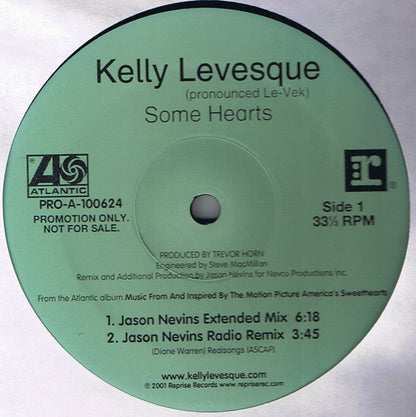 Kelly Levesque
(pronounced Le-Vek)
Some Hearts
ATLANTIC
r
PRO-A-100624
PROMOTION ONLY.
NOT FOR SALE.
Side 1
33⅓ RPM
PRODUCED BY TREVOR HORN
Engineered by Steve MacMillan
Remix and Additional Production by Jason Nevins for Nevco Productions Inc.
From the Atlantic album Music From And Inspired By The Motion Picture America's Sweethearts
1. Jason Nevins Extended Mix 6:18
2. Jason Nevins Radio Remix 3:45
(Diane Warren) Realsongs (ASCAP)
www.kellylevesque.com
℗ 2001 Reprise Records www.repriserec.com